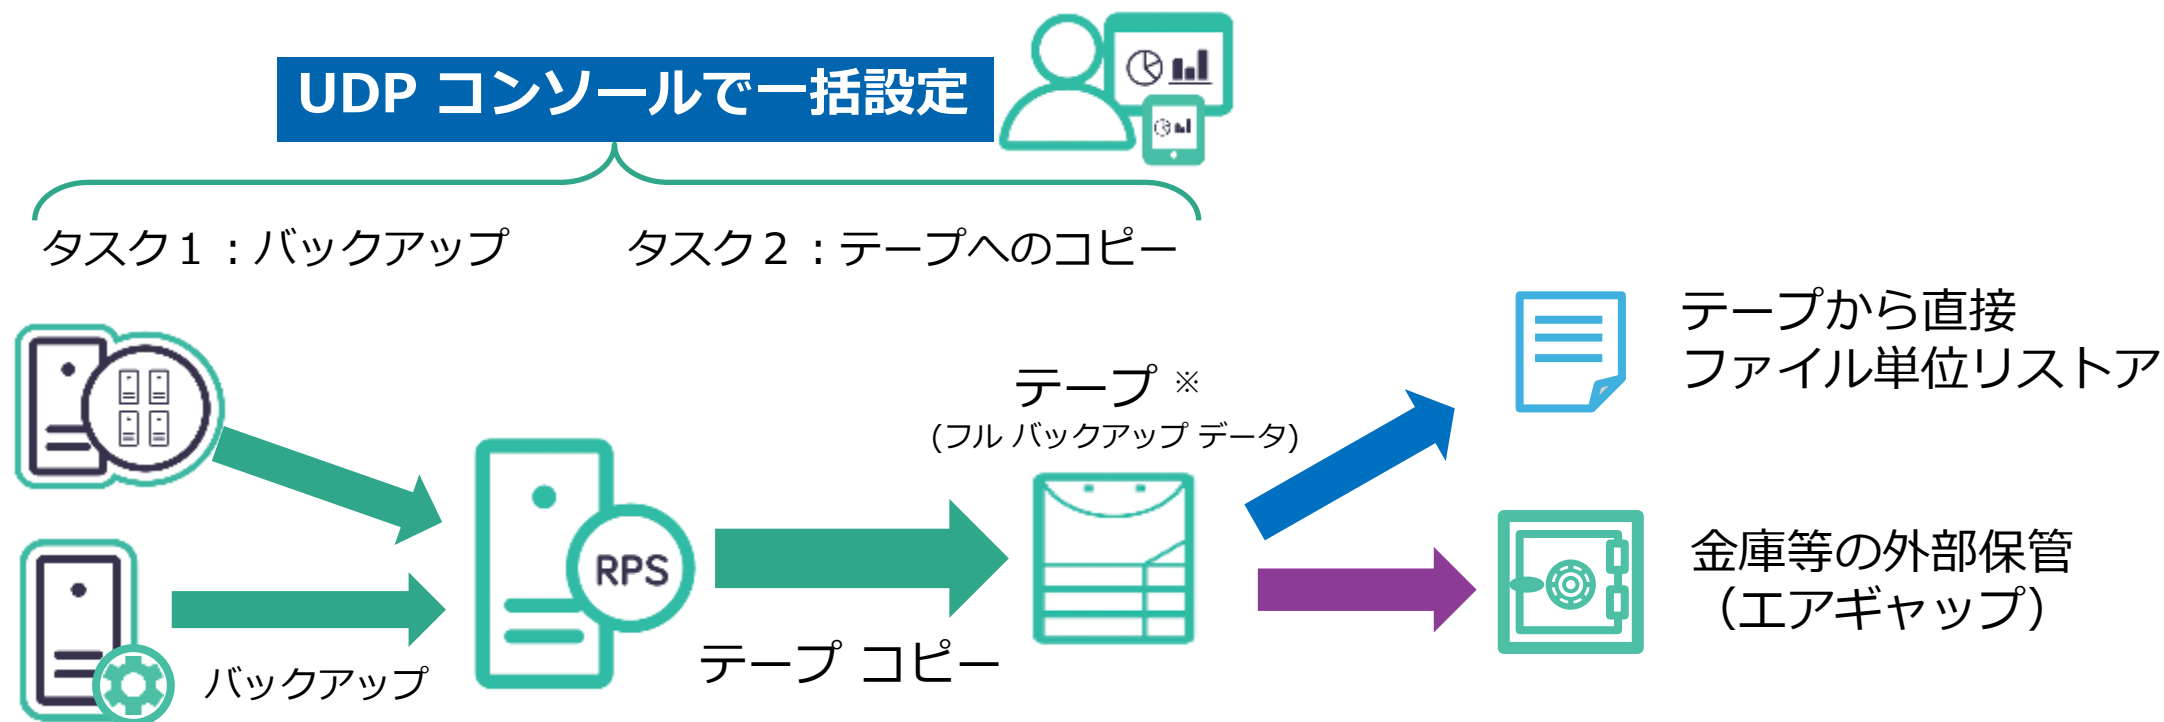 UDP コンソールで一括設定
タスク１：バックアップ
タスク２：テープへのコピー
テープから直接
ファイル単位リストア
テープ ※
(フル バックアップ データ)
RPS
金庫等の外部保管
（エアギャップ）
テープ コピー
バックアップ